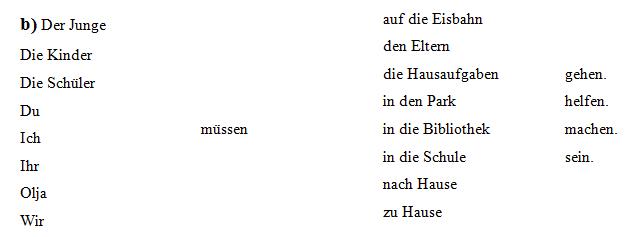 b) Der Junge
Die Kinder
Die Schüler
Du
Ich
Ihr
Olja
Wir
müssen
auf die Eisbahn
den Eltern
die Hausaufgaben
in den Park
in die Bibliothek
in die Schule
nach Hause
zu Hause
gehen.
helfen.
machen.
sein.